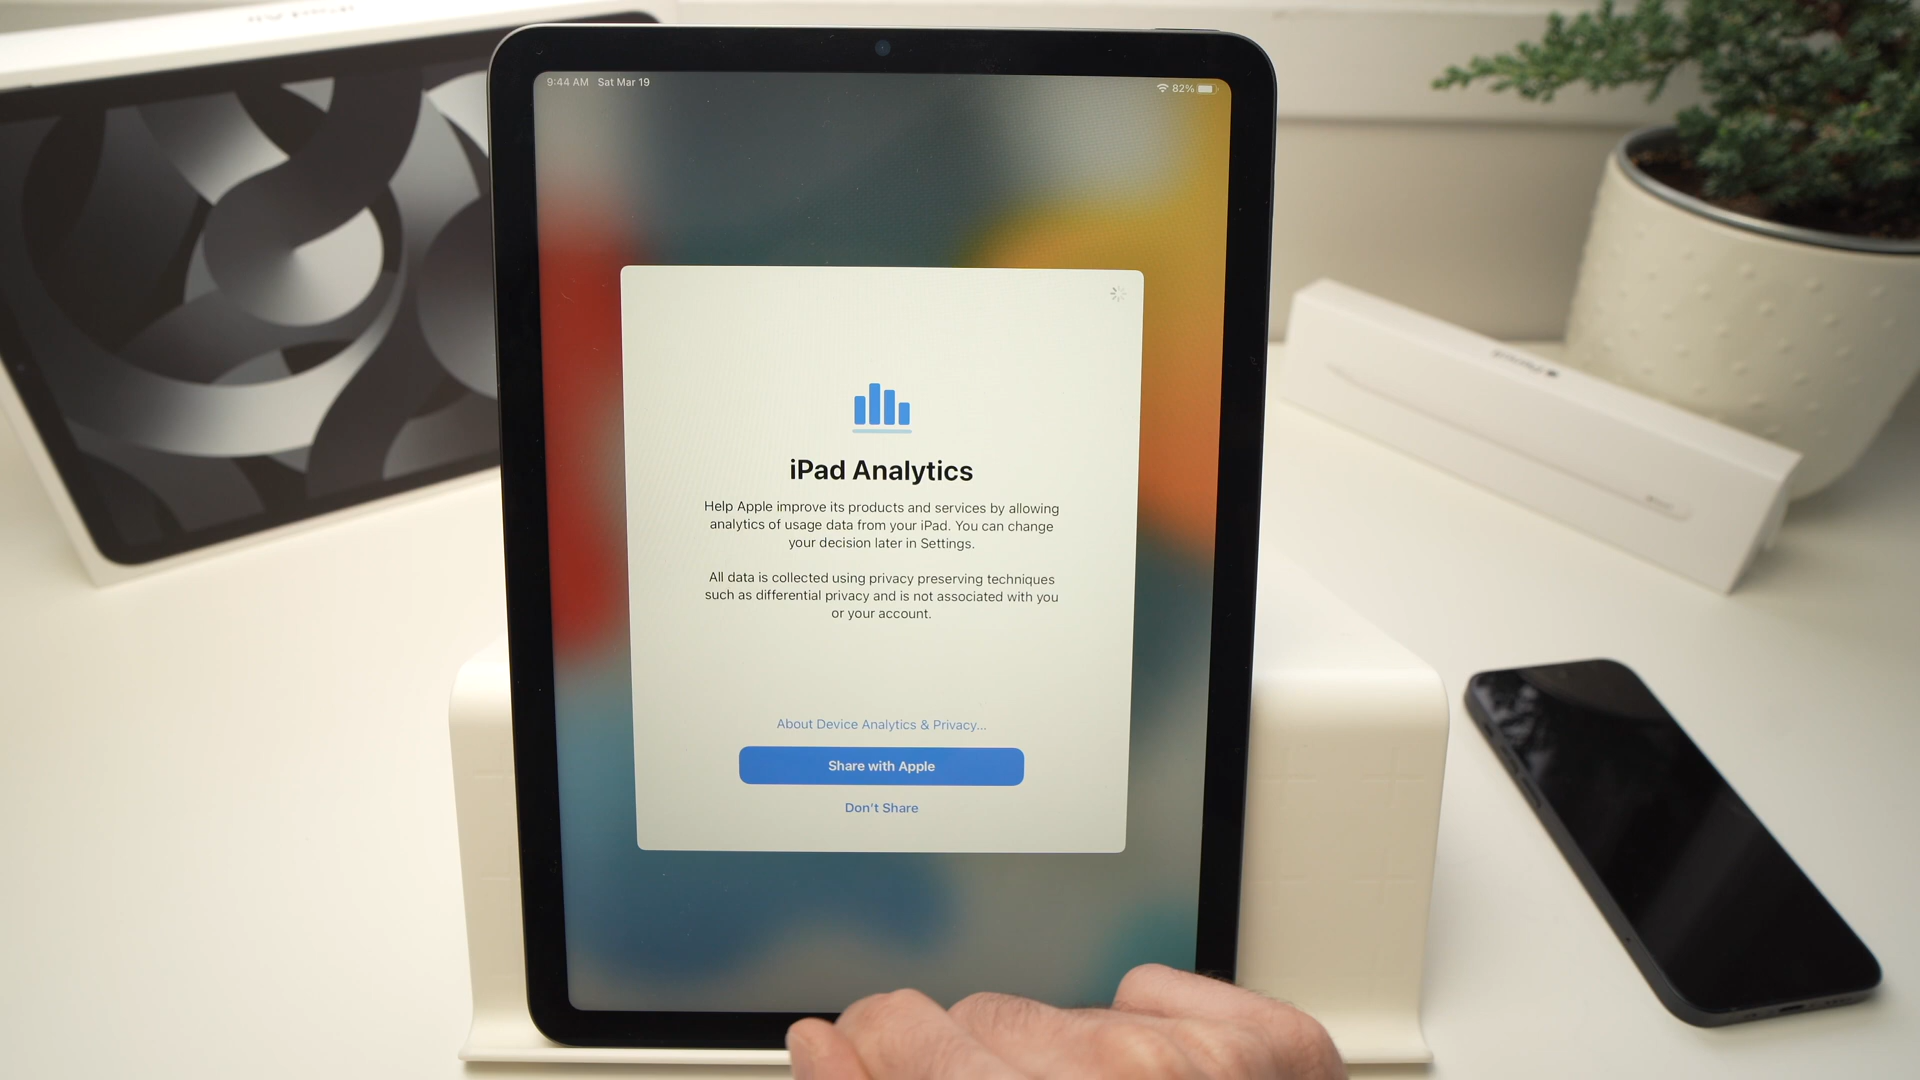 iPad Air
9:44 AM Sat Mar 19
82%
iPad Analytics
Help Apple improve its products and services by allowing
analytics of usage data from your iPad. You can change
your decision later in Settings.
All data is collected using privacy preserving techniques
such as differential privacy and is not associated with you
or your account.
About Device Analytics & Privacy...
Share with Apple
Don't Share
Pencil